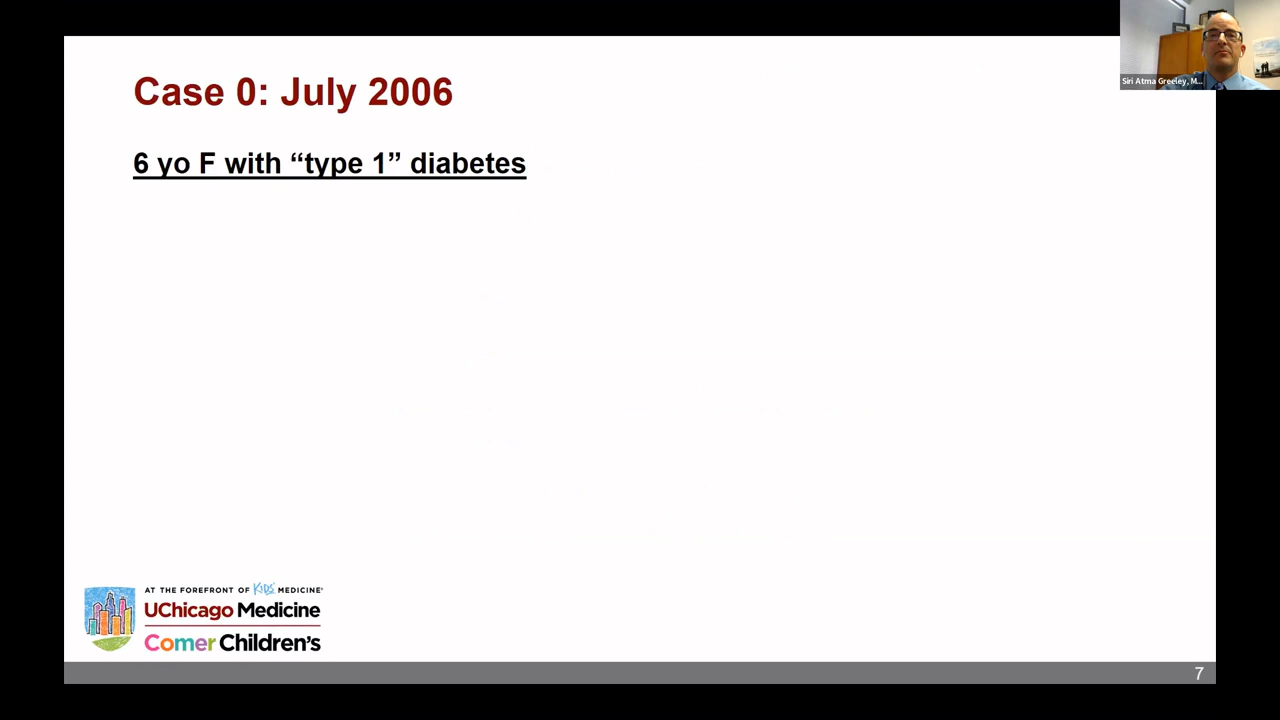 Case 0: July 2006
Siri Atma Greeley, M...
6 yo F with “type 1” diabetes
AT THE FOREFRONT OF KIDS' MEDICINE®
UChicago Medicine
Comer Children's
7